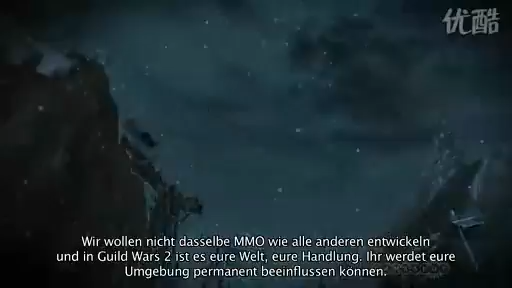 优酷
Wir wollen nicht dasselbe MMO wie alle anderen entwickeln
und in Guild Wars 2 ist es eure Welt, eure Handlung. Ihr werdet eure
Umgebung permanent beeinflussen können.